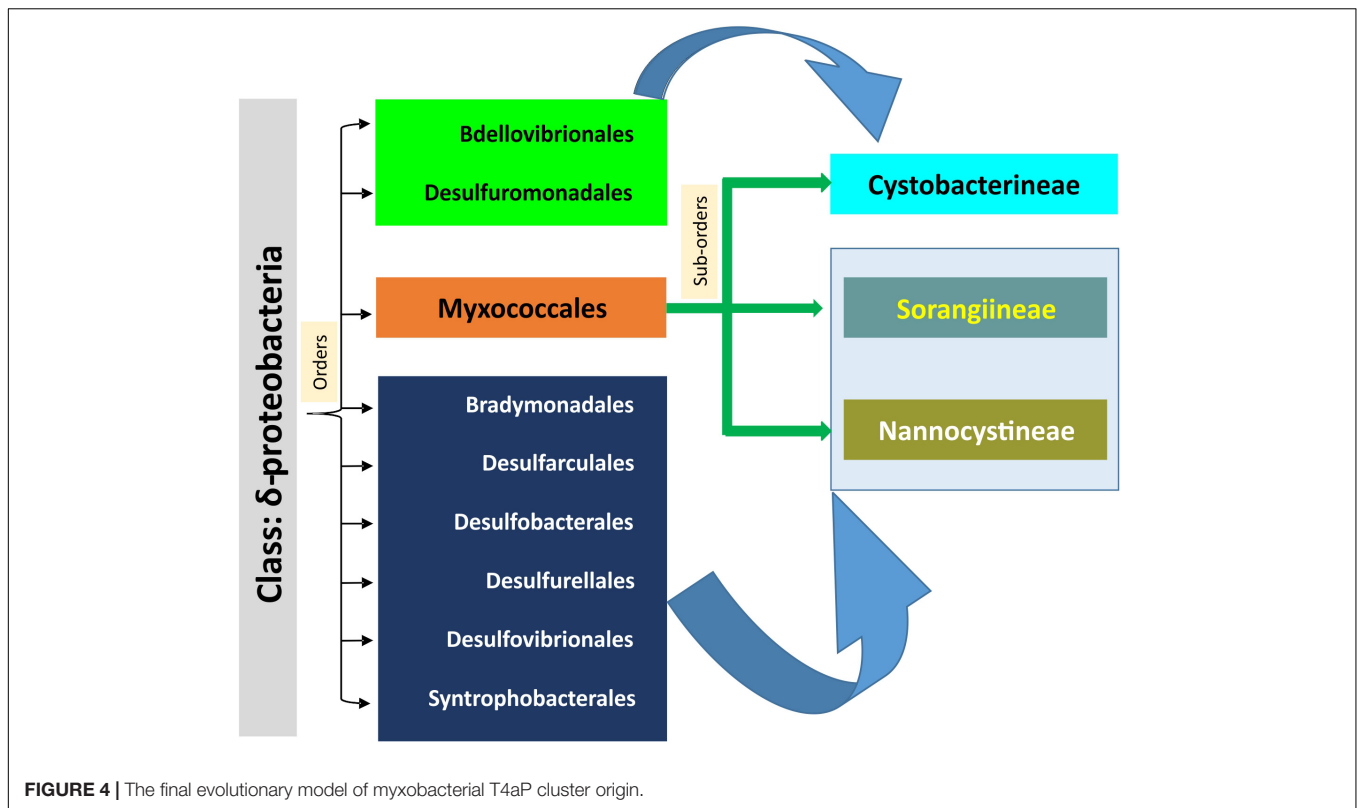 Class: δ-proteobacteria
Orders
Bdellovibrionales
Desulfuromonadales
Myxococcales
Bradymonadales
Desulfarculales
Desulfobacterales
Desulfurellales
Desulfovibrionales
Syntrophobacterales
Sub-orders
Cystobacterineae
Sorangiineae
Nannocystineae
FIGURE 4 | The final evolutionary model of myxobacterial T4aP cluster origin.